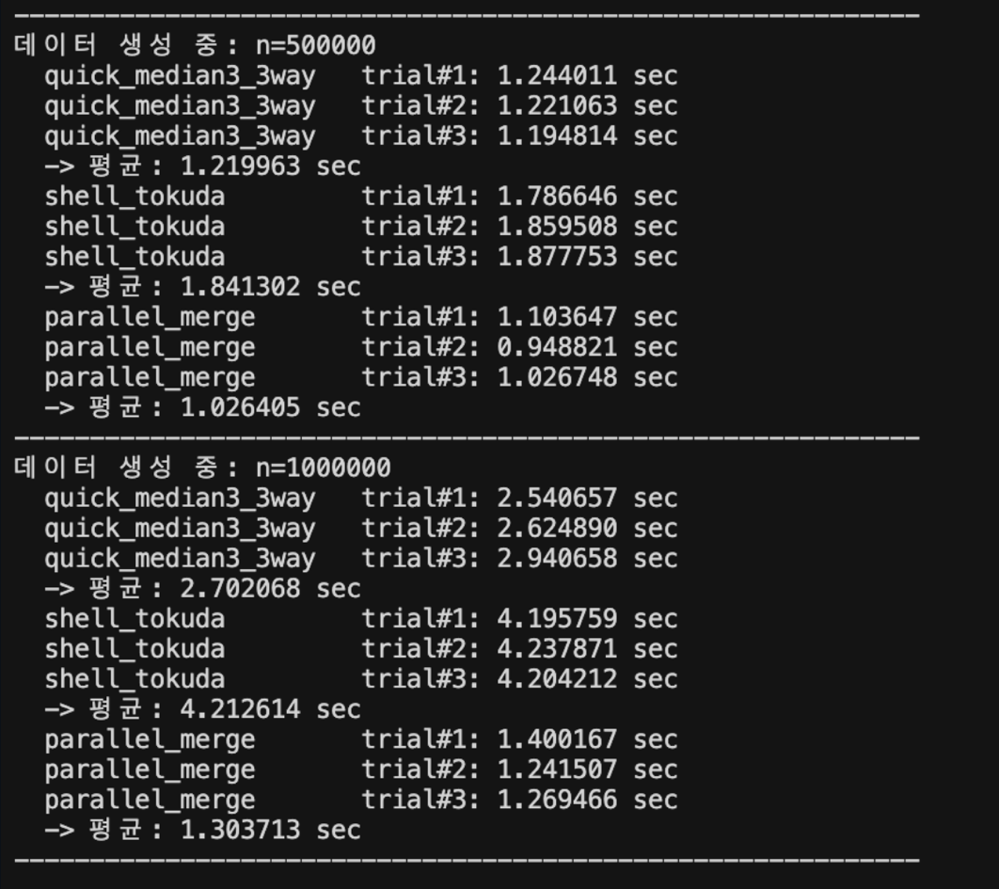 ------------------------------------------------------------
데이터 생성 중: n=500000
  quick_median3_3way   trial#1: 1.244011 sec
  quick_median3_3way   trial#2: 1.221063 sec
  quick_median3_3way   trial#3: 1.194814 sec
  -> 평균: 1.219963 sec
  shell_tokuda         trial#1: 1.786646 sec
  shell_tokuda         trial#2: 1.859508 sec
  shell_tokuda         trial#3: 1.877753 sec
  -> 평균: 1.841302 sec
  parallel_merge       trial#1: 1.103647 sec
  parallel_merge       trial#2: 0.948821 sec
  parallel_merge       trial#3: 1.026748 sec
  -> 평균: 1.026405 sec
------------------------------------------------------------
데이터 생성 중: n=1000000
  quick_median3_3way   trial#1: 2.540657 sec
  quick_median3_3way   trial#2: 2.624890 sec
  quick_median3_3way   trial#3: 2.940658 sec
  -> 평균: 2.702068 sec
  shell_tokuda         trial#1: 4.195759 sec
  shell_tokuda         trial#2: 4.237871 sec
  shell_tokuda         trial#3: 4.204212 sec
  -> 평균: 4.212614 sec
  parallel_merge       trial#1: 1.400167 sec
  parallel_merge       trial#2: 1.241507 sec
  parallel_merge       trial#3: 1.269466 sec
  -> 평균: 1.303713 sec
------------------------------------------------------------